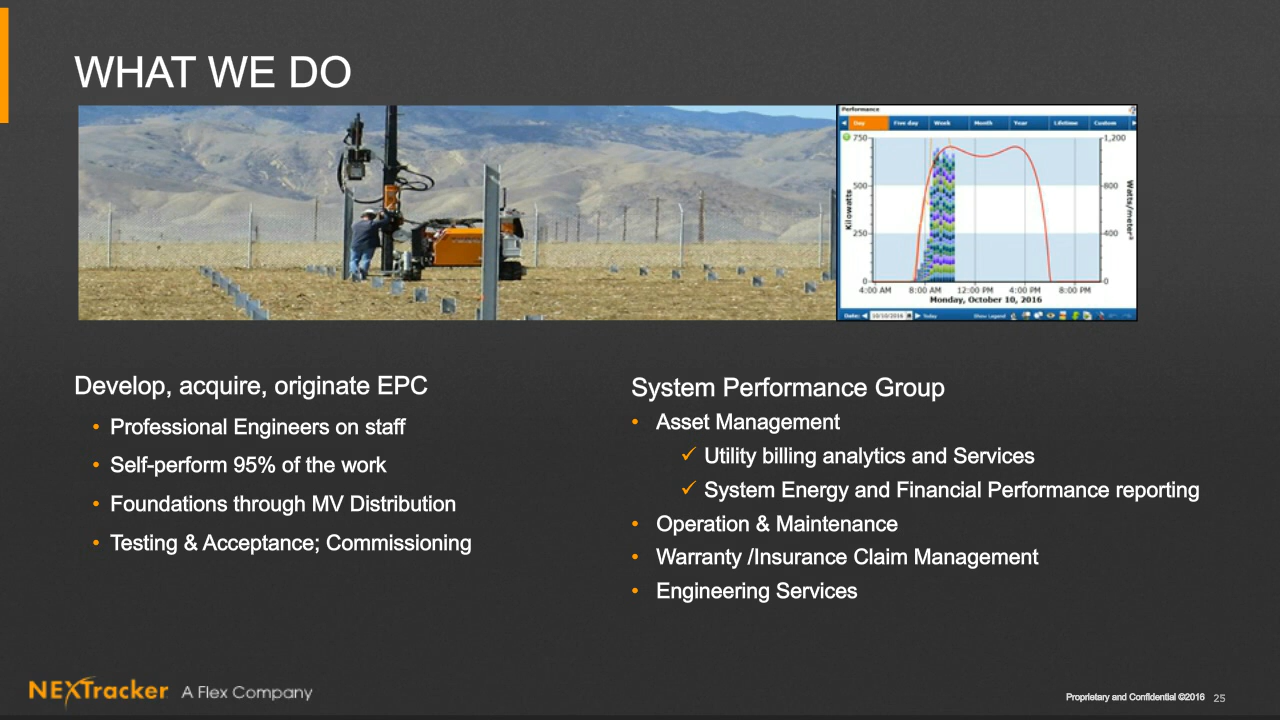 WHAT WE DO
Performance
Day Five day Week Month Year Lifetime Custom
750 1,200
500 800
250 400
0 0
Kilowatts
Watts/meter²
4:00 AM 8:00 AM 12:00 PM 4:00 PM 8:00 PM
Monday, October 10, 2016
Date: 10/10/2016 Today Show Legend
Develop, acquire, originate EPC
• Professional Engineers on staff
• Self-perform 95% of the work
• Foundations through MV Distribution
• Testing & Acceptance; Commissioning
System Performance Group
• Asset Management
✓ Utility billing analytics and Services
✓ System Energy and Financial Performance reporting
• Operation & Maintenance
• Warranty /Insurance Claim Management
• Engineering Services
NEXTracker A Flex Company
Proprietary and Confidential ©2016 25